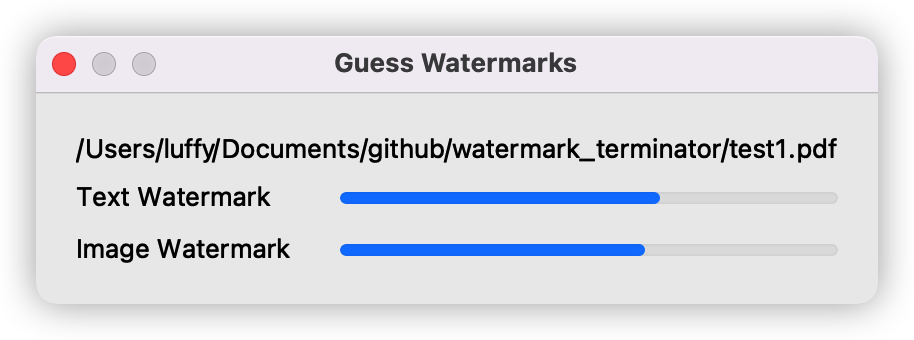 Guess Watermarks
/Users/luffy/Documents/github/watermark_terminator/test1.pdf
Text Watermark
Image Watermark